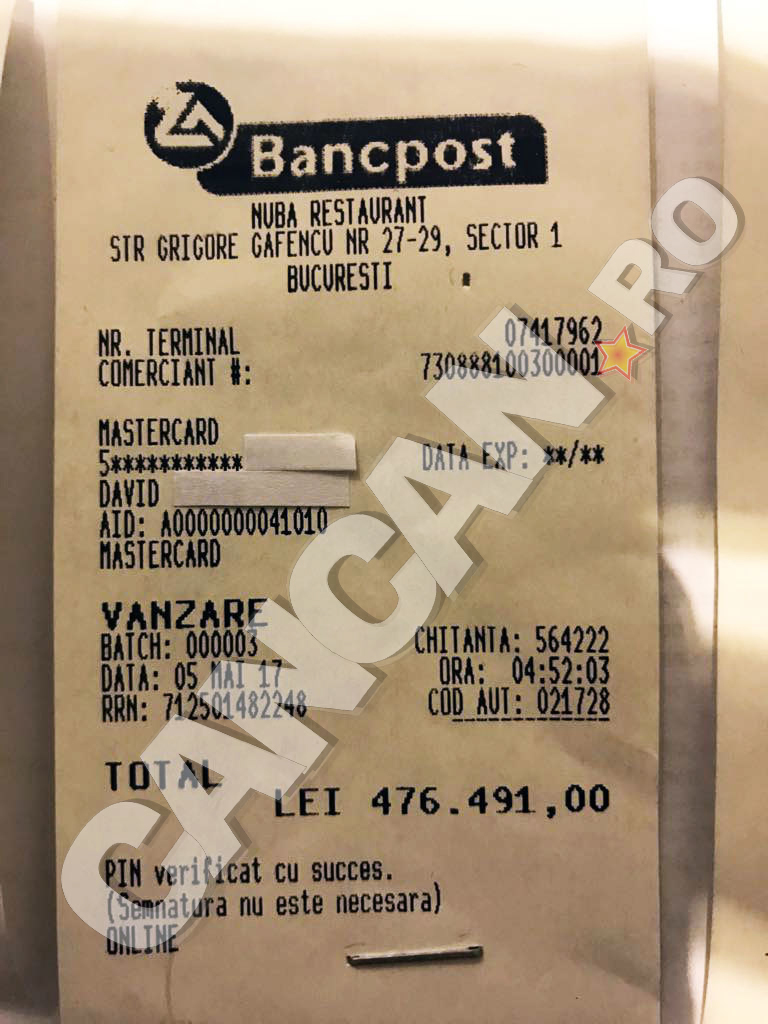 Bancpost
NUBA RESTAURANT
STR GRIGORE GAFENCU NR 27-29, SECTOR 1
BUCURESTI
NR. TERMINAL 07417962
COMERCIANT #: 730888100300001
MASTERCARD
5*********** DATA EXP: **/**
DAVID
AID: A0000000041010
MASTERCARD
VANZARE
BATCH: 000003 CHITANTA: 564222
DATA: 05 MAI 17 ORA: 04:52:03
RRN: 712501482248 COD AUT: 021728
TOTAL
LEI 476.491,00
PIN verificat cu succes.
(Semnatura nu este necesara)
ONLINE
CANCAN.RO